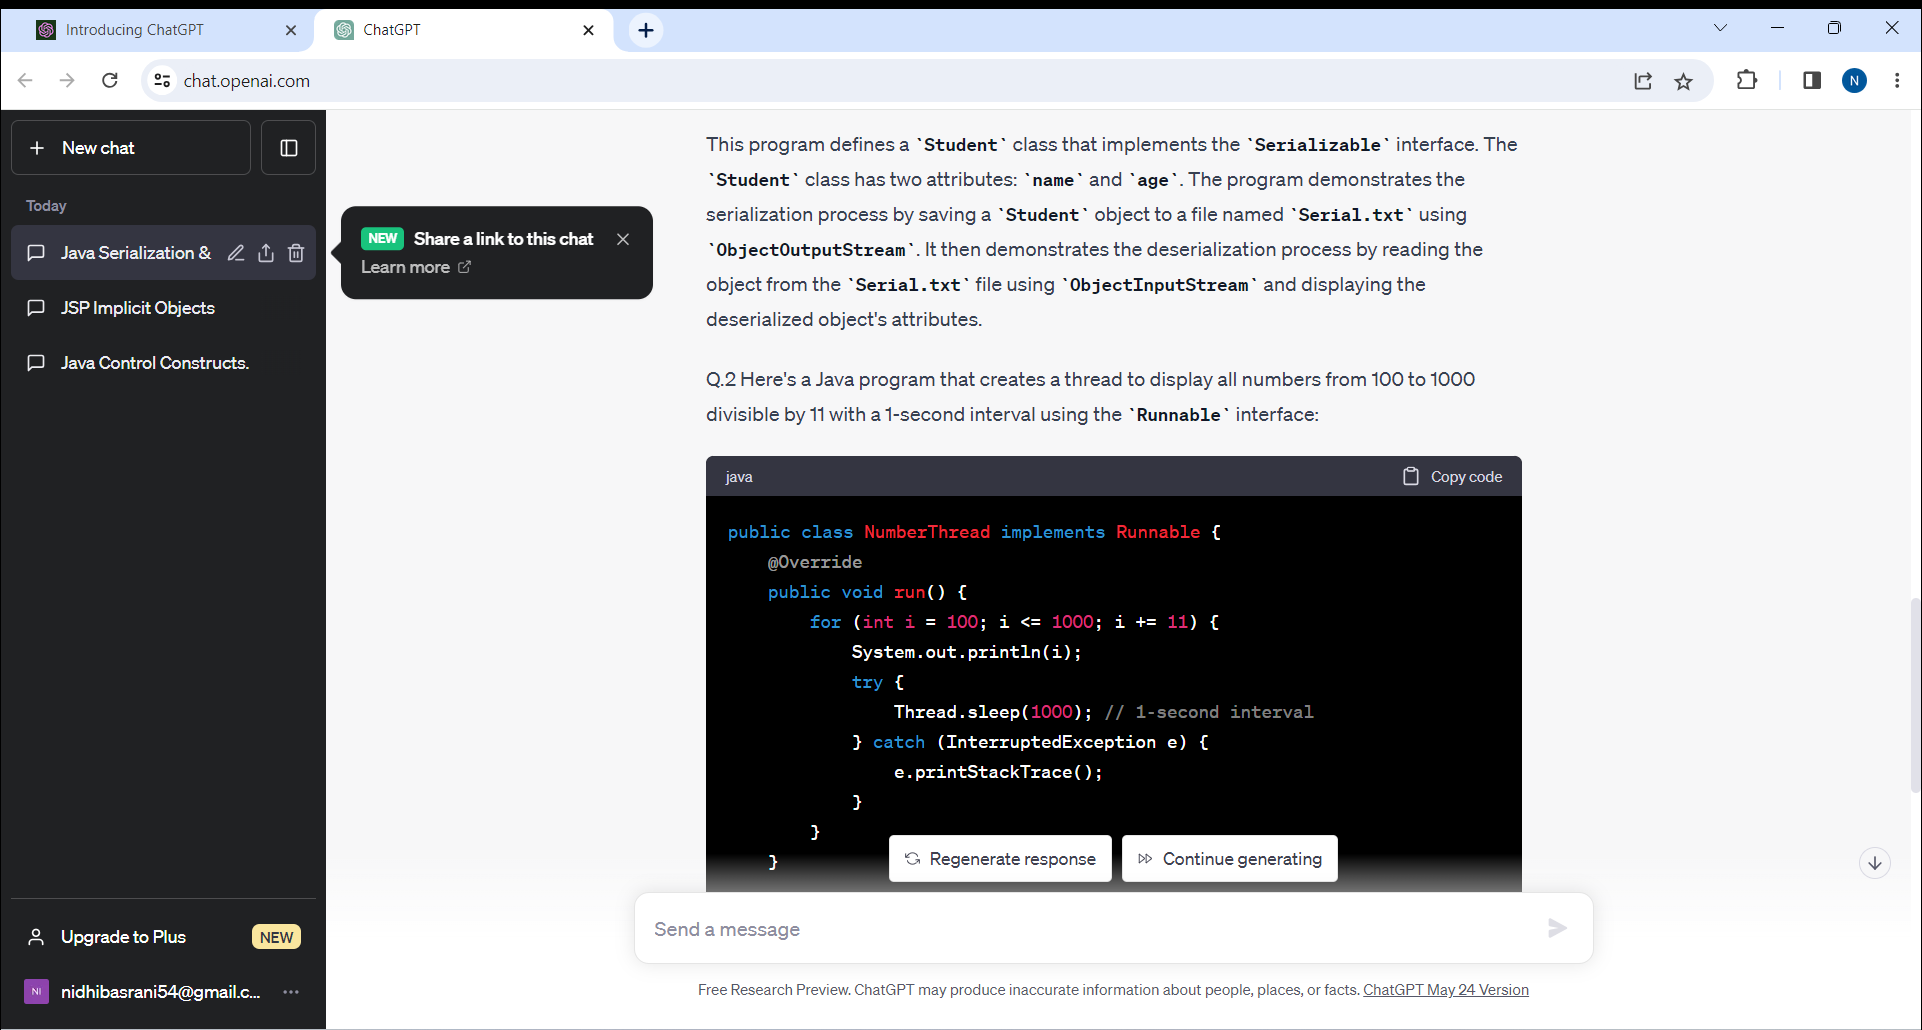 Introducing ChatGPT
ChatGPT
chat.openai.com
N
New chat
Today
Java Serialization &
JSP Implicit Objects
Java Control Constructs.
NEW Share a link to this chat
Learn more
This program defines a `Student` class that implements the `Serializable` interface. The
`Student` class has two attributes: `name` and `age`. The program demonstrates the
serialization process by saving a `Student` object to a file named `Serial.txt` using
`ObjectOutputStream`. It then demonstrates the deserialization process by reading the
object from the `Serial.txt` file using `ObjectInputStream` and displaying the
deserialized object's attributes.
Q.2 Here's a Java program that creates a thread to display all numbers from 100 to 1000
divisible by 11 with a 1-second interval using the `Runnable` interface:
java
Copy code
public class NumberThread implements Runnable {
@Override
public void run() {
for (int i = 100; i <= 1000; i += 11) {
System.out.println(i);
try {
Thread.sleep(1000); // 1-second interval
} catch (InterruptedException e) {
e.printStackTrace();
}
}
}
Regenerate response
Continue generating
Send a message
Free Research Preview. ChatGPT may produce inaccurate information about people, places, or facts. ChatGPT May 24 Version
Upgrade to Plus
NEW
NI
nidhibasrani54@gmail.c...